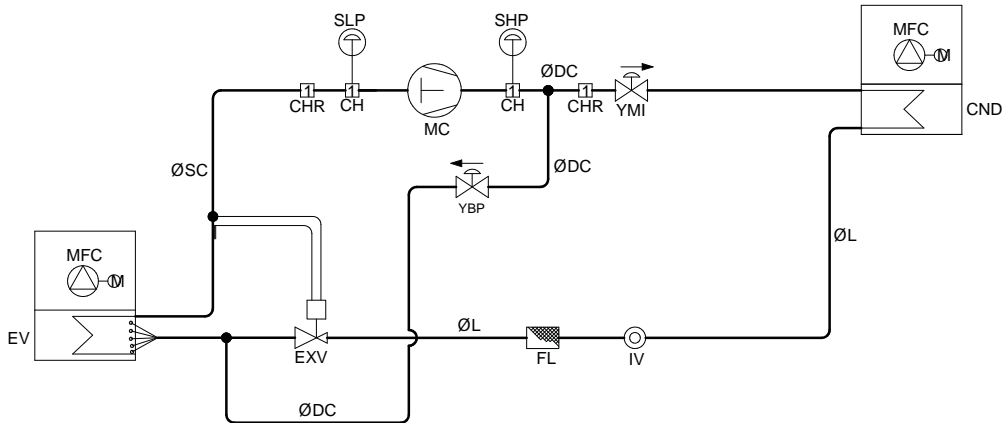 SLP
SHP
MFC
M
ØDC
1
1
1
1
CHR
CH
MC
CH
CHR
YMI
CND
ØSC
ØDC
YBP
MFC
M
ØL
EV
ØL
EXV
FL
IV
ØDC